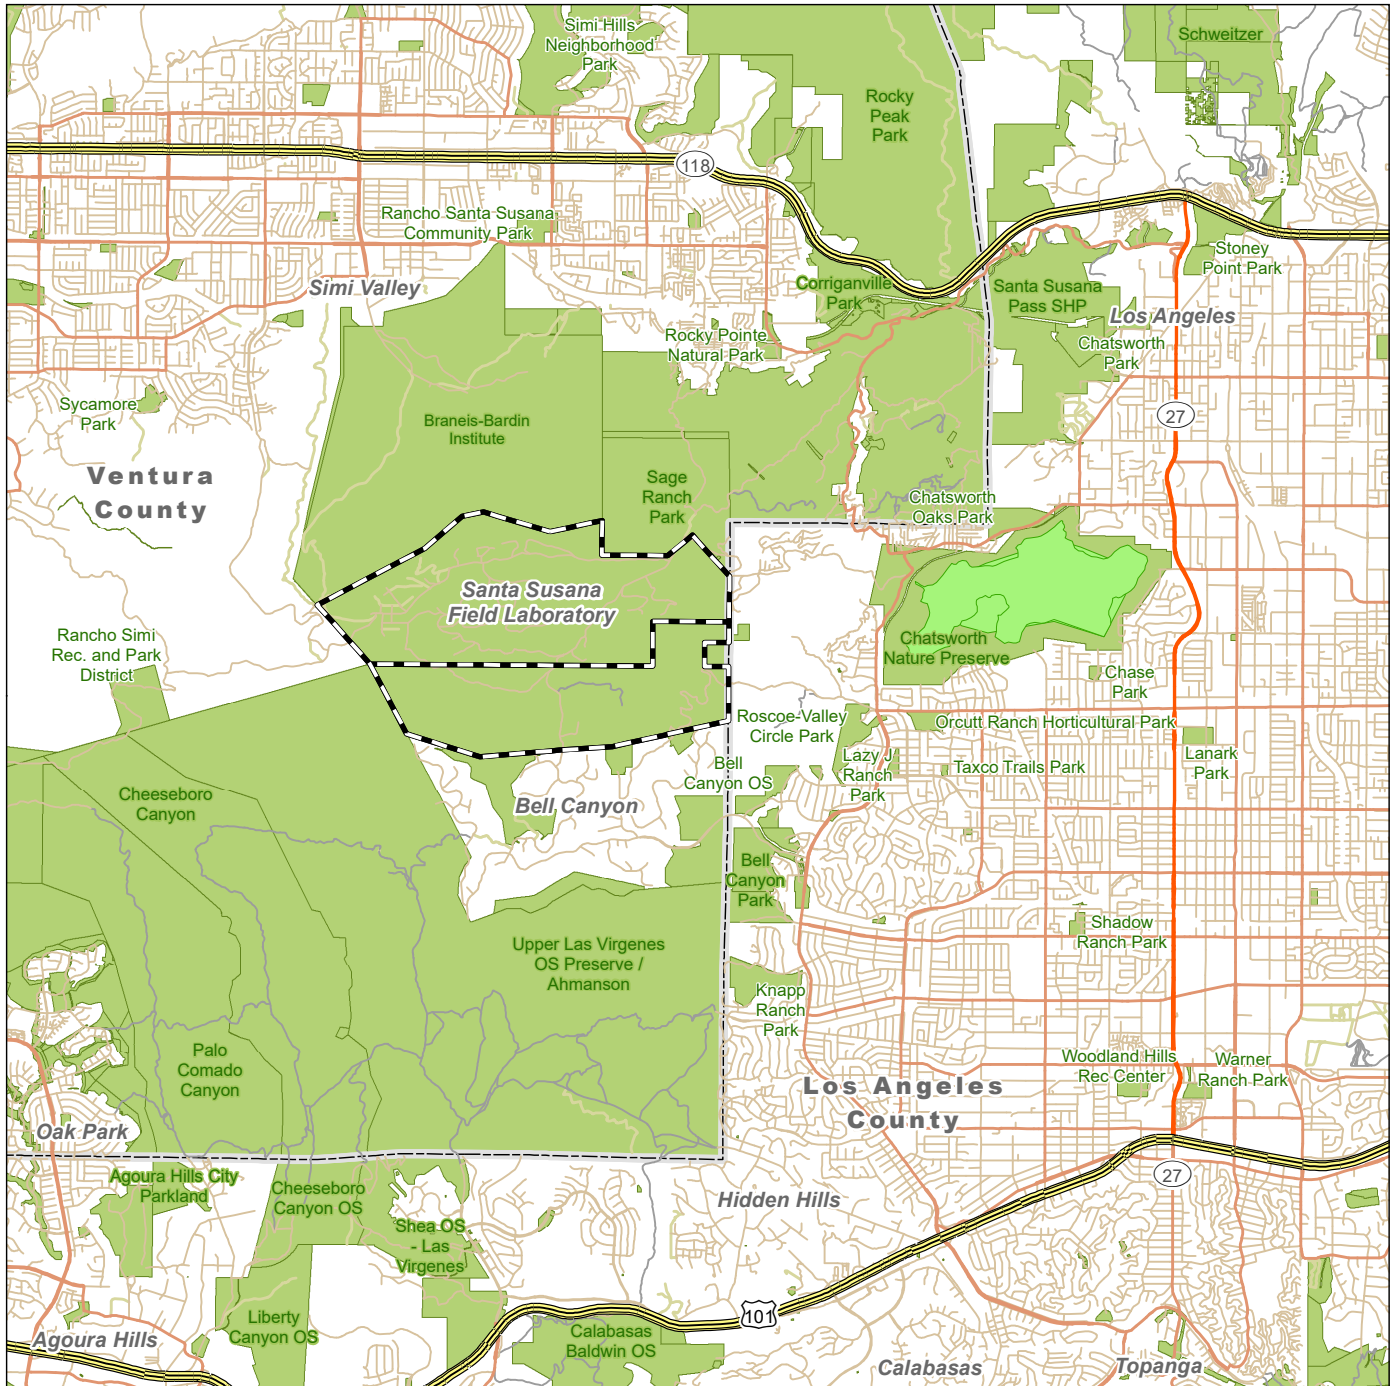 Simi Hills
Neighborhood
Park
Schweitzer
Rocky
Peak
Park
118
Rancho Santa Susana
Community Park
Stoney
Point Park
Simi Valley
Corriganville
Park
Santa Susana
Pass SHP
Los Angeles
Rocky Pointe
Natural Park
Chatsworth
Park
Sycamore
Park
Braneis-Bardin
Institute
27
Ventura
County
Sage
Ranch
Park
Chatsworth
Oaks Park
Santa Susana
Field Laboratory
Rancho Simi
Rec. and Park
District
Chatsworth
Nature Preserve
Chase
Park
Roscoe-Valley
Circle Park
Orcutt Ranch Horticultural Park
Bell
Canyon OS
Lazy J
Ranch
Park
Taxco Trails Park
Lanark
Park
Cheeseboro
Canyon
Bell Canyon
Bell
Canyon
Park
Shadow
Ranch Park
Upper Las Virgenes
OS Preserve /
Ahmanson
Knapp
Ranch
Park
Palo
Comado
Canyon
Woodland Hills
Rec Center
Warner
Ranch Park
Los Angeles
County
Oak Park
Agoura Hills City
Parkland
Cheeseboro
Canyon OS
27
Hidden Hills
Shea OS
- Las
Virgenes
Liberty
Canyon OS
101
Agoura Hills
Calabasas
Baldwin OS
Calabasas
Topanga